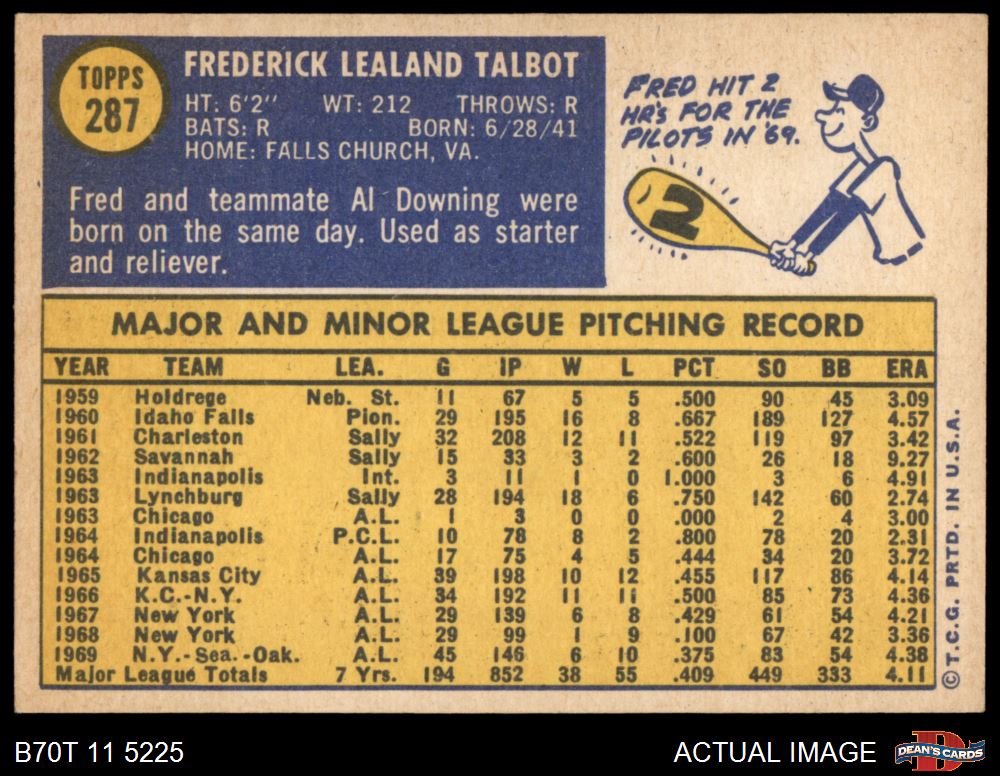 TOPPS
287
FREDERICK LEALAND TALBOT
HT: 6'2" WT: 212 THROWS: R
BATS: R BORN: 6/28/41
HOME: FALLS CHURCH, VA.
Fred and teammate Al Downing were
born on the same day. Used as starter
and reliever.
FRED HIT 2
HR'S FOR THE
PILOTS IN '69.
2
MAJOR AND MINOR LEAGUE PITCHING RECORD
YEAR TEAM LEA. G IP W L PCT SO BB ERA
1959 Holdrege Neb. St. 11 67 5 5 .500 90 45 3.09
1960 Idaho Falls Pion. 29 195 16 8 .667 189 127 4.57
1961 Charleston Sally 32 208 12 11 .522 119 97 3.42
1962 Savannah Sally 15 33 3 2 .600 26 18 9.27
1963 Indianapolis Int. 3 11 1 0 1.000 3 6 4.91
1963 Lynchburg Sally 28 194 18 6 .750 142 60 2.74
1963 Chicago A.L. 1 3 0 0 .000 2 4 3.00
1964 Indianapolis P.C.L. 10 78 8 2 .800 78 20 2.31
1964 Chicago A.L. 17 75 4 5 .444 34 20 3.72
1965 Kansas City A.L. 39 198 10 12 .455 117 86 4.14
1966 K.C.-N.Y. A.L. 34 192 11 11 .500 85 73 4.36
1967 New York A.L. 29 139 6 8 .429 61 54 4.21
1968 New York A.L. 29 99 1 9 .100 67 42 3.36
1969 N.Y.-Sea.-Oak. A.L. 45 146 6 10 .375 83 54 4.38
Major League Totals 7 Yrs. 194 852 38 55 .409 449 333 4.11
©T.C.G. PRTD. IN U.S.A.
B70T 11 5225
ACTUAL IMAGE
DEAN'S CARDS